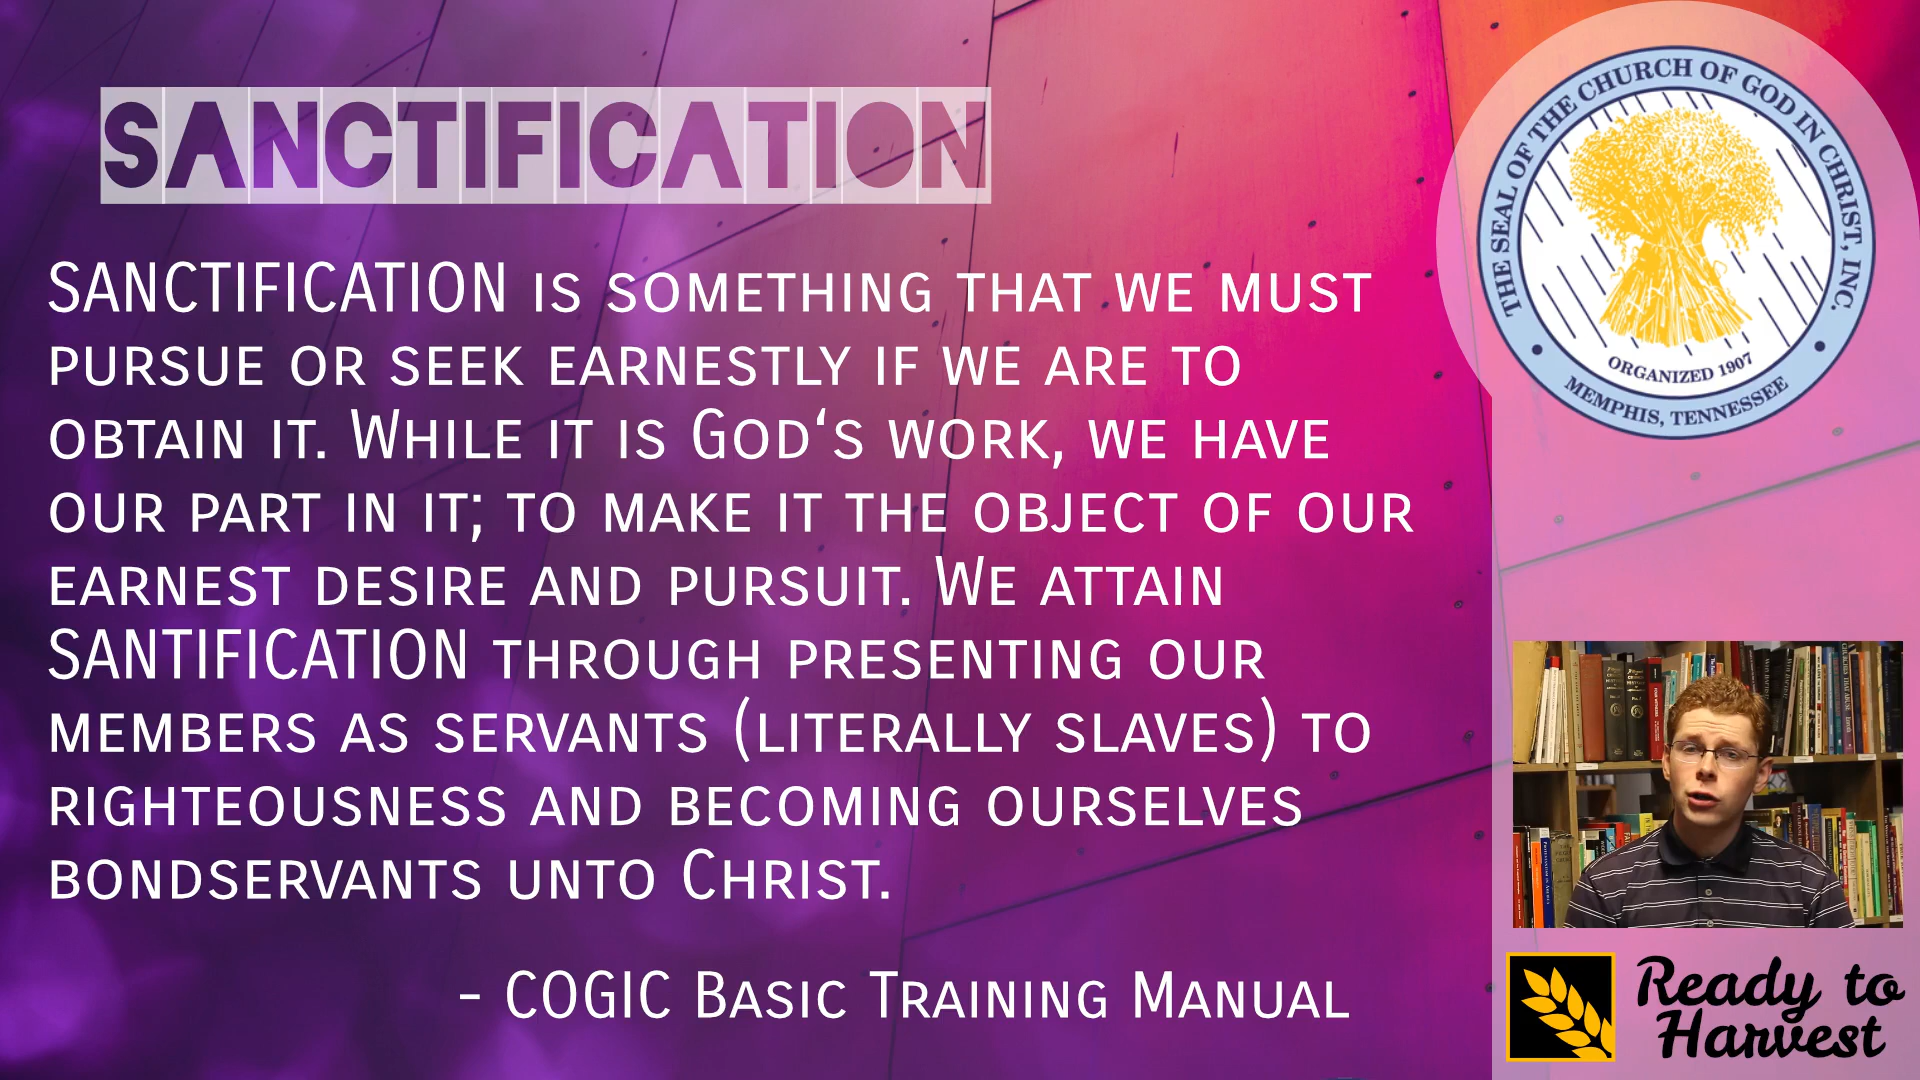 SANCTIFICATION
SANCTIFICATION is something that we must
pursue or seek earnestly if we are to
obtain it. While it is God‘s work, we have
our part in it; to make it the object of our
earnest desire and pursuit. We attain
SANTIFICATION through presenting our
members as servants (literally slaves) to
righteousness and becoming ourselves
bondservants unto Christ.
- COGIC Basic Training Manual
THE SEAL OF THE CHURCH OF GOD IN CHRIST, INC.
ORGANIZED 1907
MEMPHIS, TENNESSEE
Ready to
Harvest